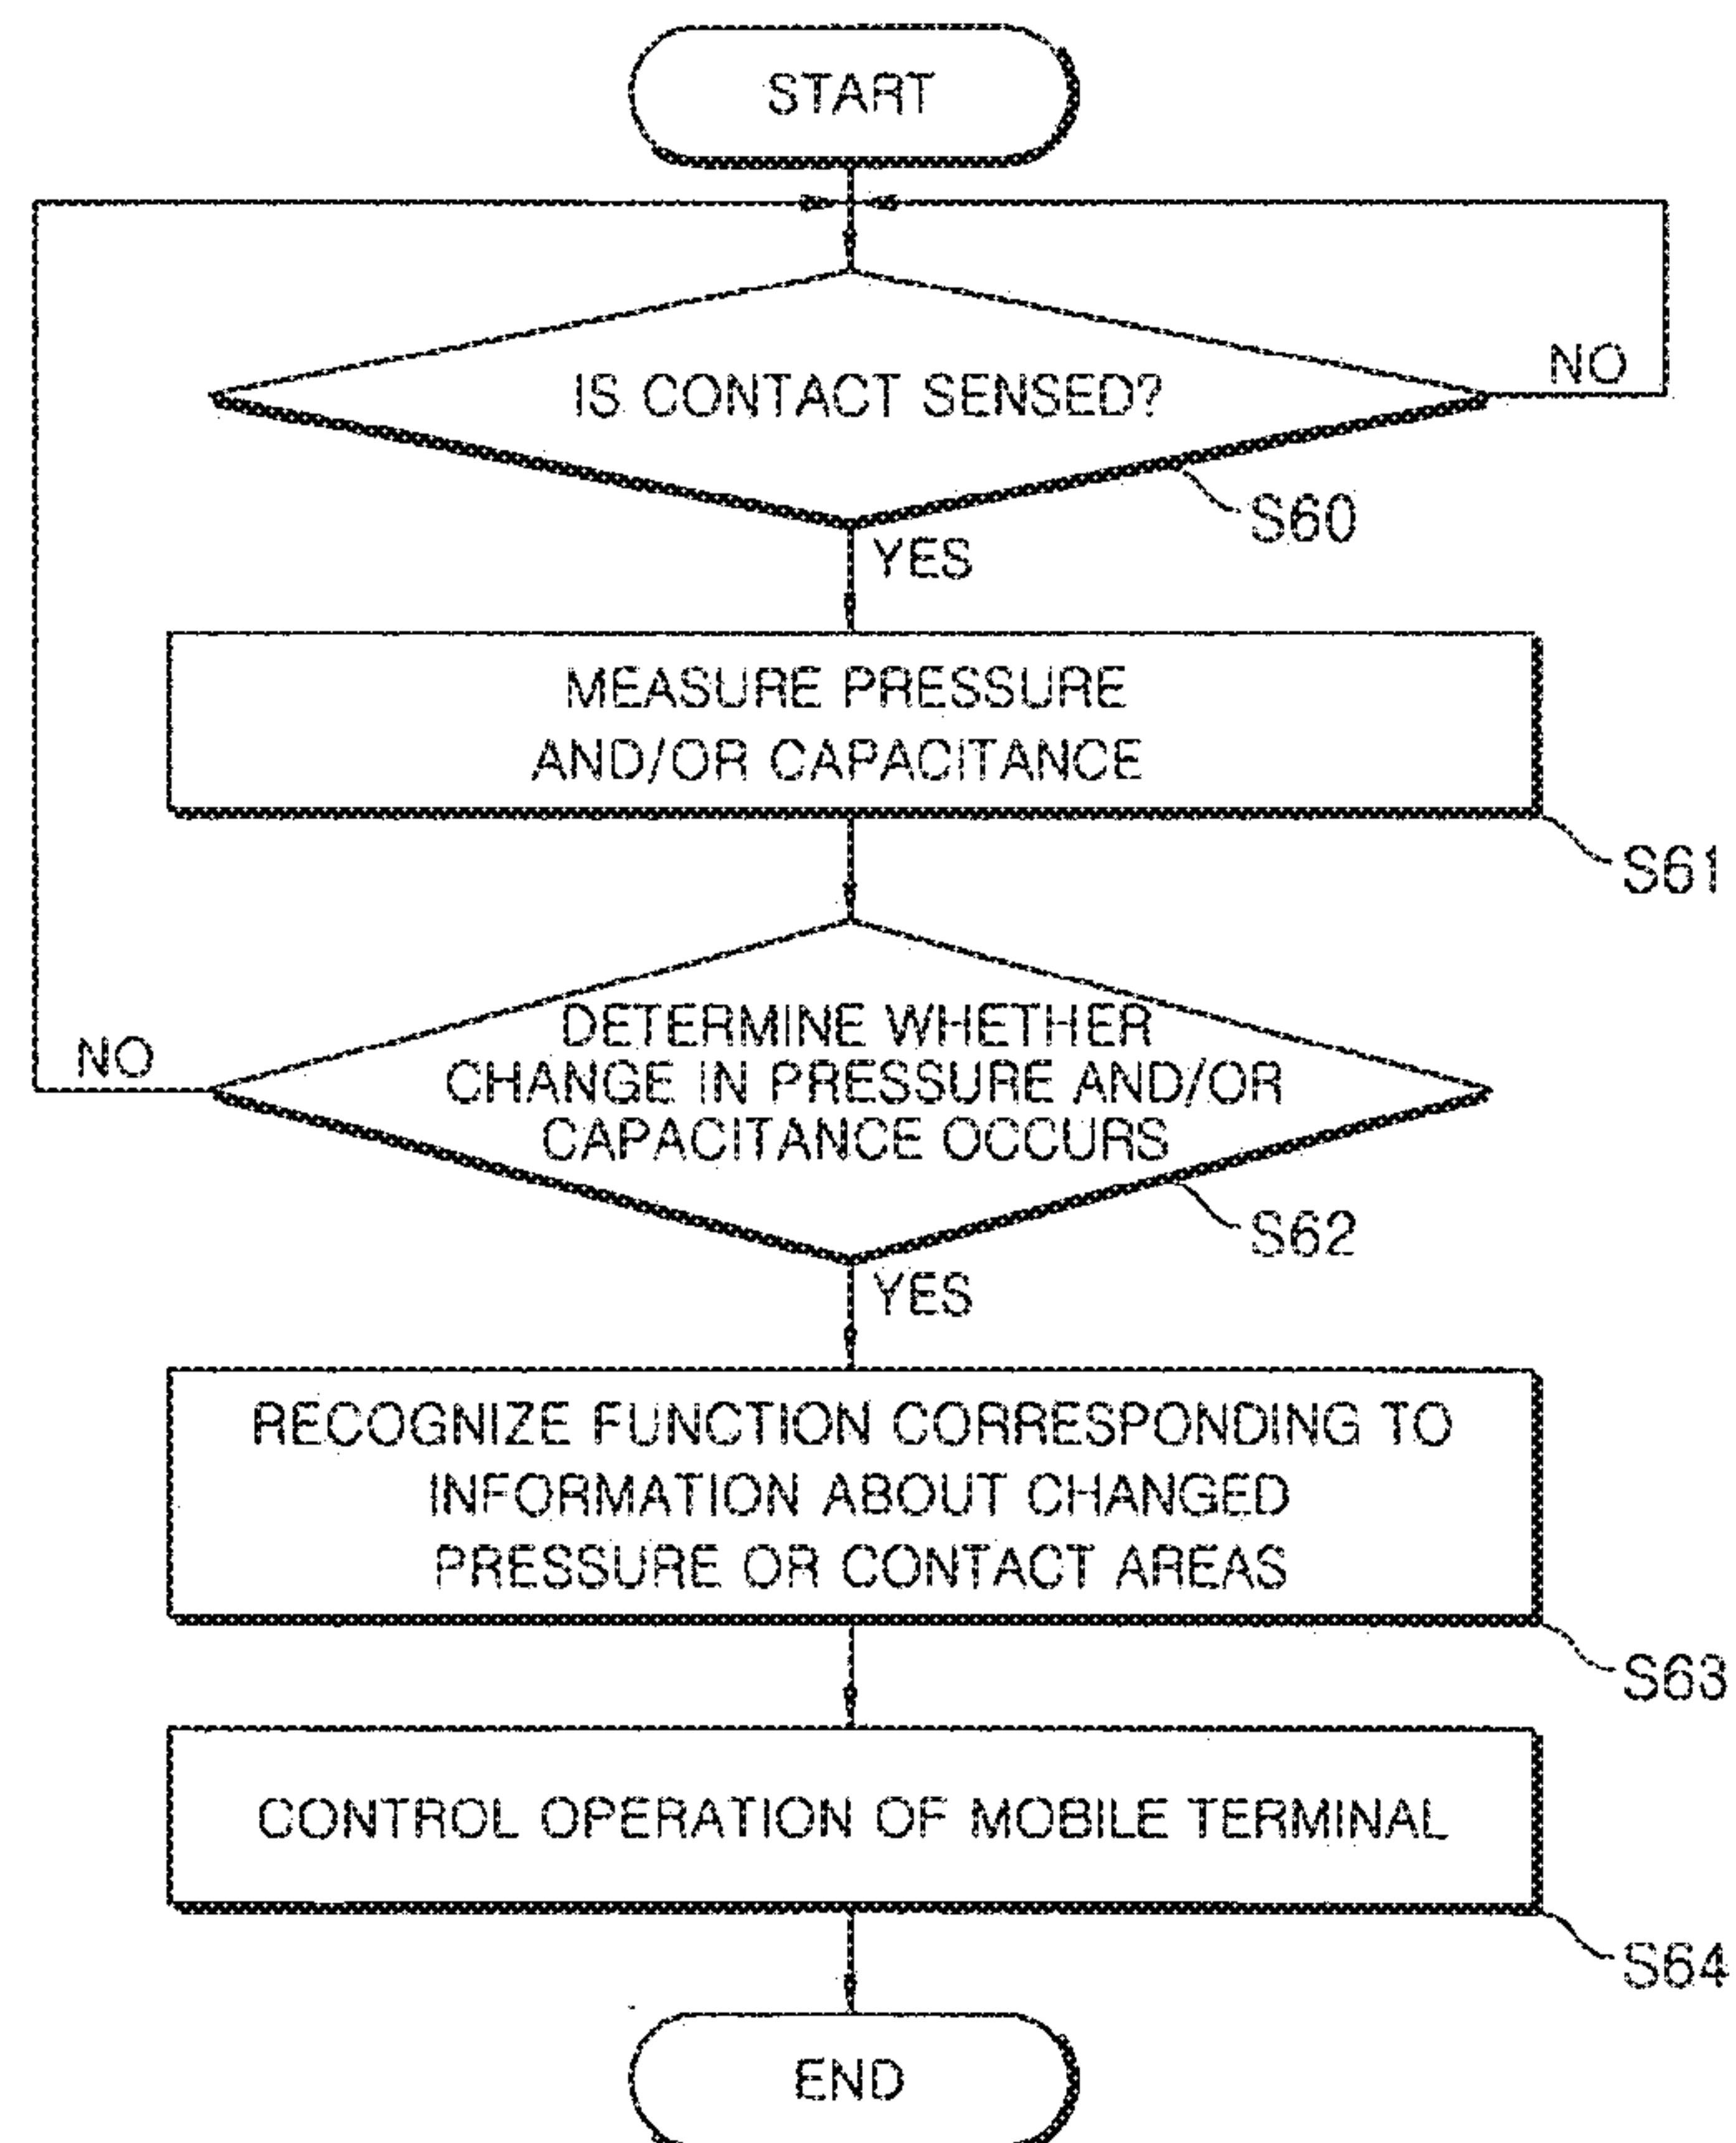 START
IS CONTACT SENSED?
NO
S60
YES
MEASURE PRESSURE
AND/OR CAPACITANCE
S61
DETERMINE WHETHER
CHANGE IN PRESSURE AND/OR
CAPACITANCE OCCURS
NO
S62
YES
RECOGNIZE FUNCTION CORRESPONDING TO
INFORMATION ABOUT CHANGED
PRESSURE OR CONTACT AREAS
S63
CONTROL OPERATION OF MOBILE TERMINAL
S64
END